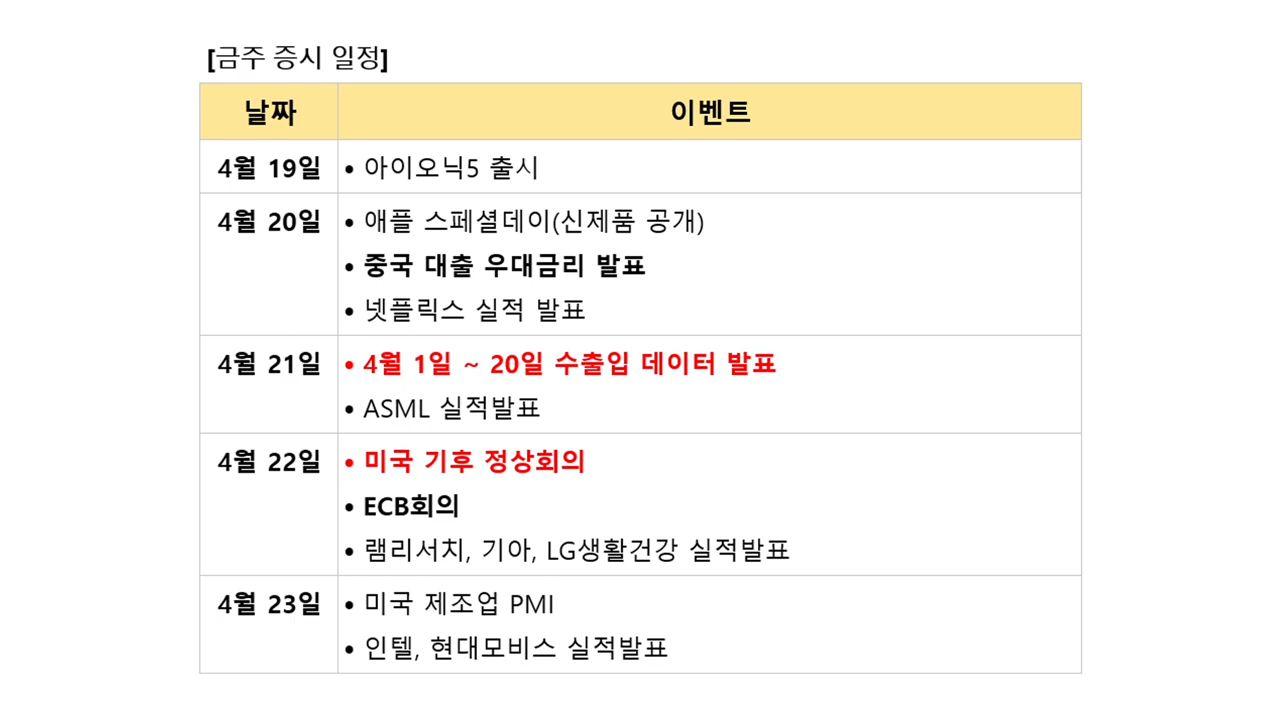 [금주 증시 일정]
날짜 이벤트
4월 19일 • 아이오닉5 출시
4월 20일 • 애플 스페셜데이(신제품 공개)
• 중국 대출 우대금리 발표
• 넷플릭스 실적 발표
4월 21일 • 4월 1일 ~ 20일 수출입 데이터 발표
• ASML 실적발표
4월 22일 • 미국 기후 정상회의
• ECB회의
• 램리서치, 기아, LG생활건강 실적발표
4월 23일 • 미국 제조업 PMI
• 인텔, 현대모비스 실적발표